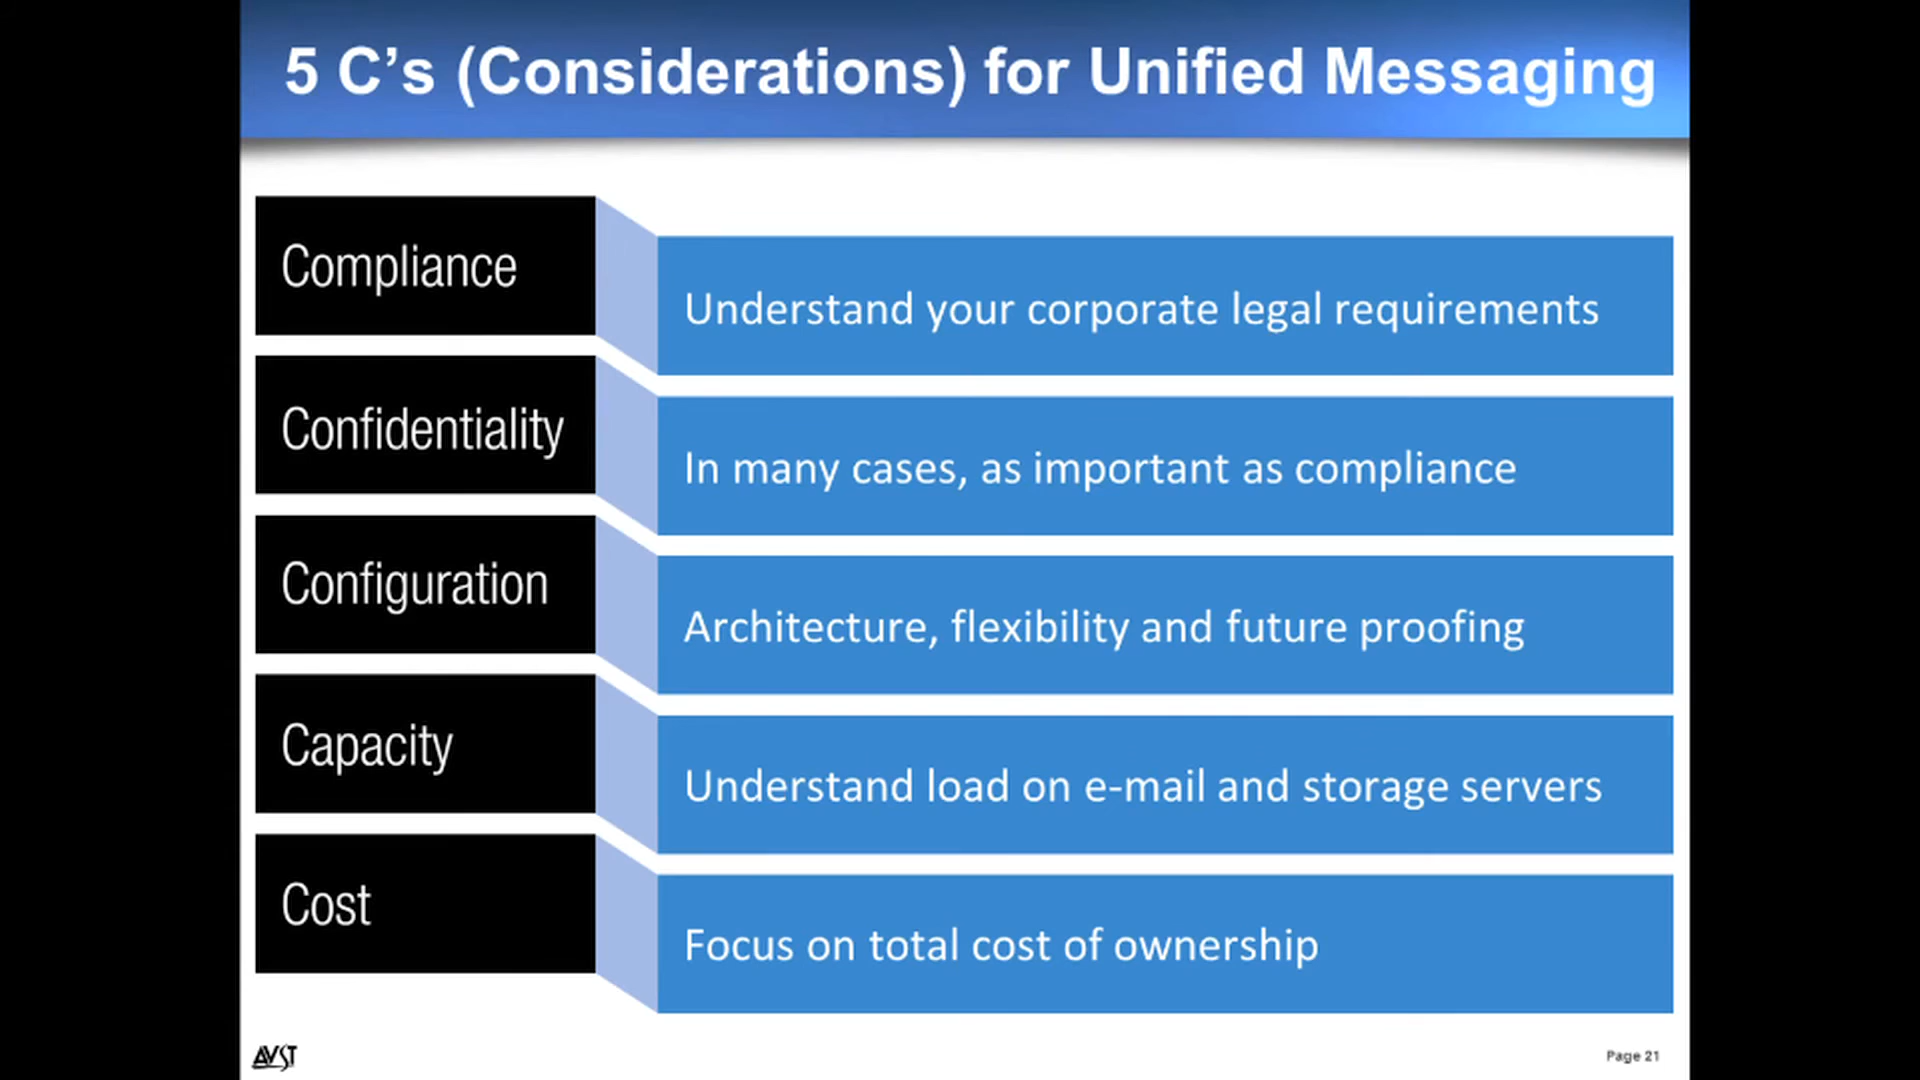 5 C’s (Considerations) for Unified Messaging
Compliance
Understand your corporate legal requirements
Confidentiality
In many cases, as important as compliance
Configuration
Architecture, flexibility and future proofing
Capacity
Understand load on e-mail and storage servers
Cost
Focus on total cost of ownership
AVST
Page 21